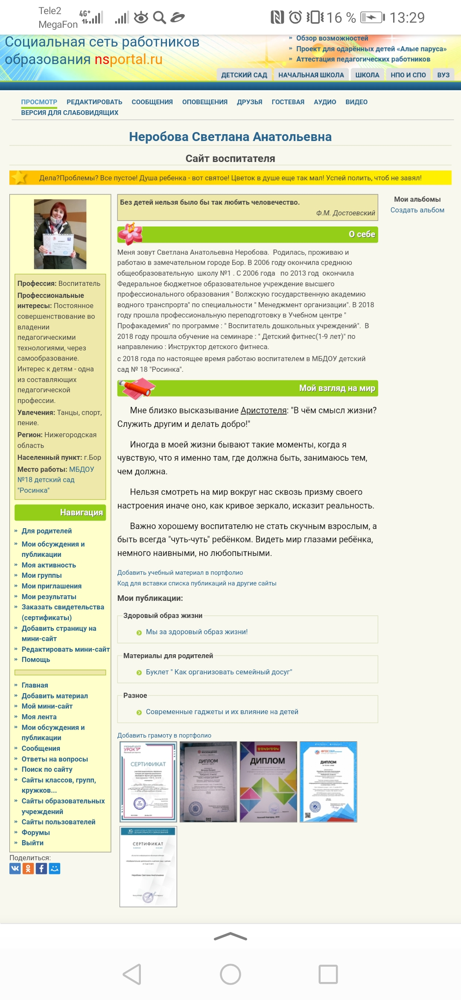 Tele2
MegaFon
4G+
16 %
13:29
Социальная сеть работников
образования nsportal.ru
Обзор возможностей
Проект для одарённых детей «Алые паруса»
Аттестация педагогических работников
ДЕТСКИЙ САД НАЧАЛЬНАЯ ШКОЛА ШКОЛА НПО И СПО ВУЗ
ПРОСМОТР РЕДАКТИРОВАТЬ СООБЩЕНИЯ ОПОВЕЩЕНИЯ ДРУЗЬЯ ГОСТЕВАЯ АУДИО ВИДЕО
ВЕРСИЯ ДЛЯ СЛАБОВИДЯЩИХ
Неробова Светлана Анатольевна
Сайт воспитателя
Дела?Проблемы? Все пустое! Душа ребенка - вот святое! Цветок в душе еще так мал! Успей полить, чтоб не завял!
Профессия: Воспитатель
Профессиональные
интересы: Постоянное
совершенствование во
владении
педагогическими
технологиями, через
самообразование.
Интерес к детям - одна
из составляющих
педагогической
профессии.
Увлечения: Танцы, спорт,
пение.
Регион: Нижегородская
область
Населенный пункт: г.Бор
Место работы: МБДОУ
№18 детский сад
"Росинка"
Навигация
Для родителей
Мои обсуждения и
публикации
Моя активность
Мои группы
Мои приглашения
Мои результаты
Заказать свидетельства
(сертификаты)
Добавить страницу на
мини-сайт
Редактировать мини-сайт
Помощь
Главная
Добавить материал
Мой мини-сайт
Моя лента
Мои обсуждения и
публикации
Сообщения
Ответы на вопросы
Поиск по сайту
Сайты классов, групп,
кружков...
Сайты образовательных
учреждений
Сайты пользователей
Форумы
Выйти
Поделиться:
Без детей нельзя было бы так любить человечество.
Ф.М. Достоевский
О себе
Меня зовут Светлана Анатольевна Неробова. Родилась, проживаю и
работаю в замечательном городе Бор. В 2006 году окончила среднюю
общеобразовательную школу №1 . С 2006 года по 2013 год окончила
Федеральное бюджетное образовательное учреждение высшего
профессионального образования " Волжскую государственную академию
водного транспрорта" по специальности " Менеджмент организации". В 2018
году прошла профессиональную переподготовку в Учебном центре "
Профакадемия" по программе : " Воспитатель дошкольных учреждений". В
2018 году прошла обучение на семинаре : " Детский фитнес(1-9 лет)" по
направлению : Инструктор детского фитнеса.
с 2018 года по настоящее время работаю воспитателем в МБДОУ детский
сад № 18 "Росинка".
Мой взгляд на мир
Мне близко высказывание Аристотеля: "В чём смысл жизни?
Служить другим и делать добро!"
Иногда в моей жизни бывают такие моменты, когда я
чувствую, что я именно там, где должна быть, занимаюсь тем,
чем должна.
Нельзя смотреть на мир вокруг нас сквозь призму своего
настроения иначе оно, как кривое зеркало, исказит реальность.
Важно хорошему воспитателю не стать скучным взрослым, а
быть всегда "чуть-чуть" ребёнком. Видеть мир глазами ребёнка,
немного наивными, но любопытными.
Добавить учебный материал в портфолио
Код для вставки списка публикаций на другие сайты
Мои публикации:
Здоровый образ жизни
Мы за здоровый образ жизни!
Материалы для родителей
Буклет " Как организовать семейный досуг"
Разное
Современные гаджеты и их влияние на детей
Добавить грамоту в портфолио
УРОК
СЕРТИФИКАТ
ВОСХОЖДЕНИЕ
ДИПЛОМ
BONDIBON
ДИПЛОМ
ФГОСОБР
ДИПЛОМ
СЕРТИФИКАТ
Неробова Светлана Анатольевна
Мои альбомы
Создать альбом